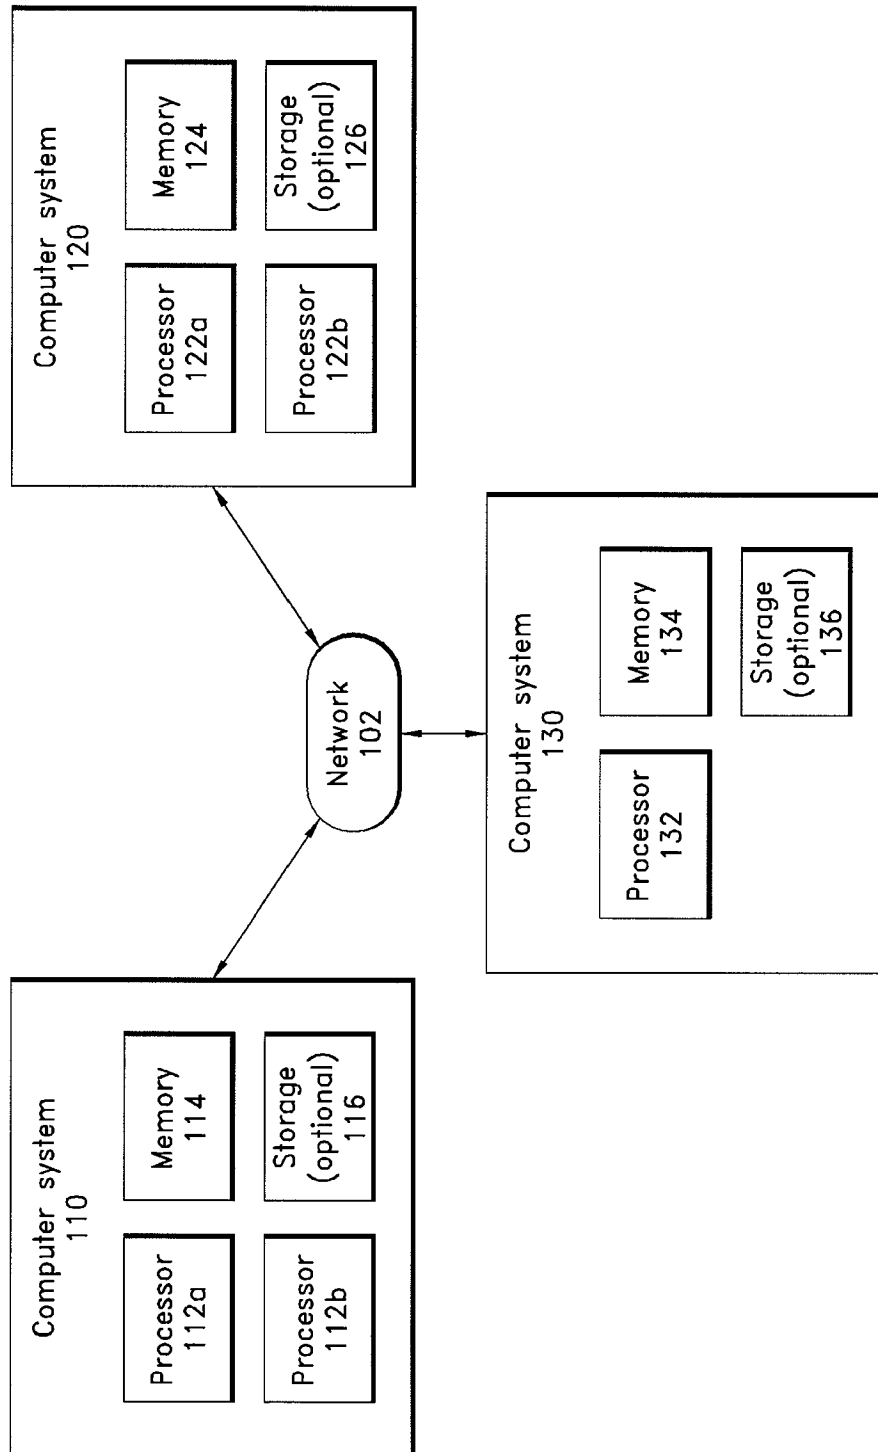 Computer system
110
Processor
112a
Memory
114
Processor
112b
Storage
(optional)
116
Network
102
Computer system
120
Processor
122a
Memory
124
Processor
122b
Storage
(optional)
126
Computer system
130
Processor
132
Memory
134
Storage
(optional)
136